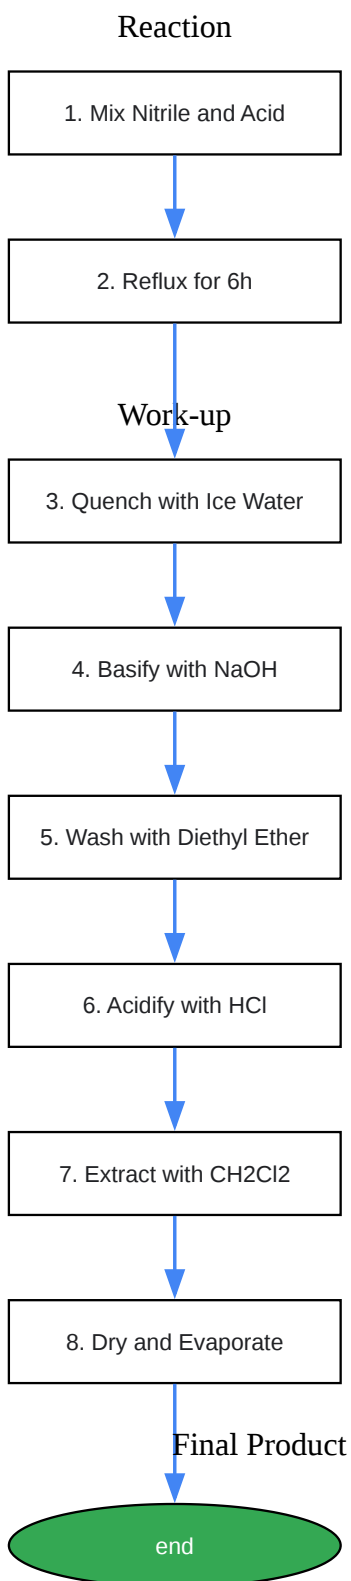 Reaction
1. Mix Nitrile and Acid
2. Reflux for 6h
Work-up
3. Quench with Ice Water
4. Basify with NaOH
5. Wash with Diethyl Ether
6. Acidify with HCl
7. Extract with CH2Cl2
8. Dry and Evaporate
Final Product
end